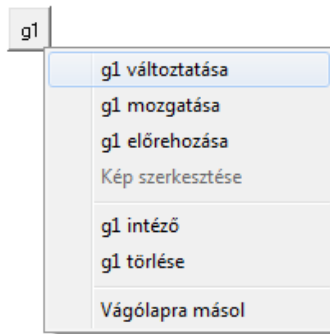 g1
g1 változtatása
g1 mozgatása
g1 előrehozása
Kép szerkesztése
g1 intéző
g1 törlése
Vágólapra másol